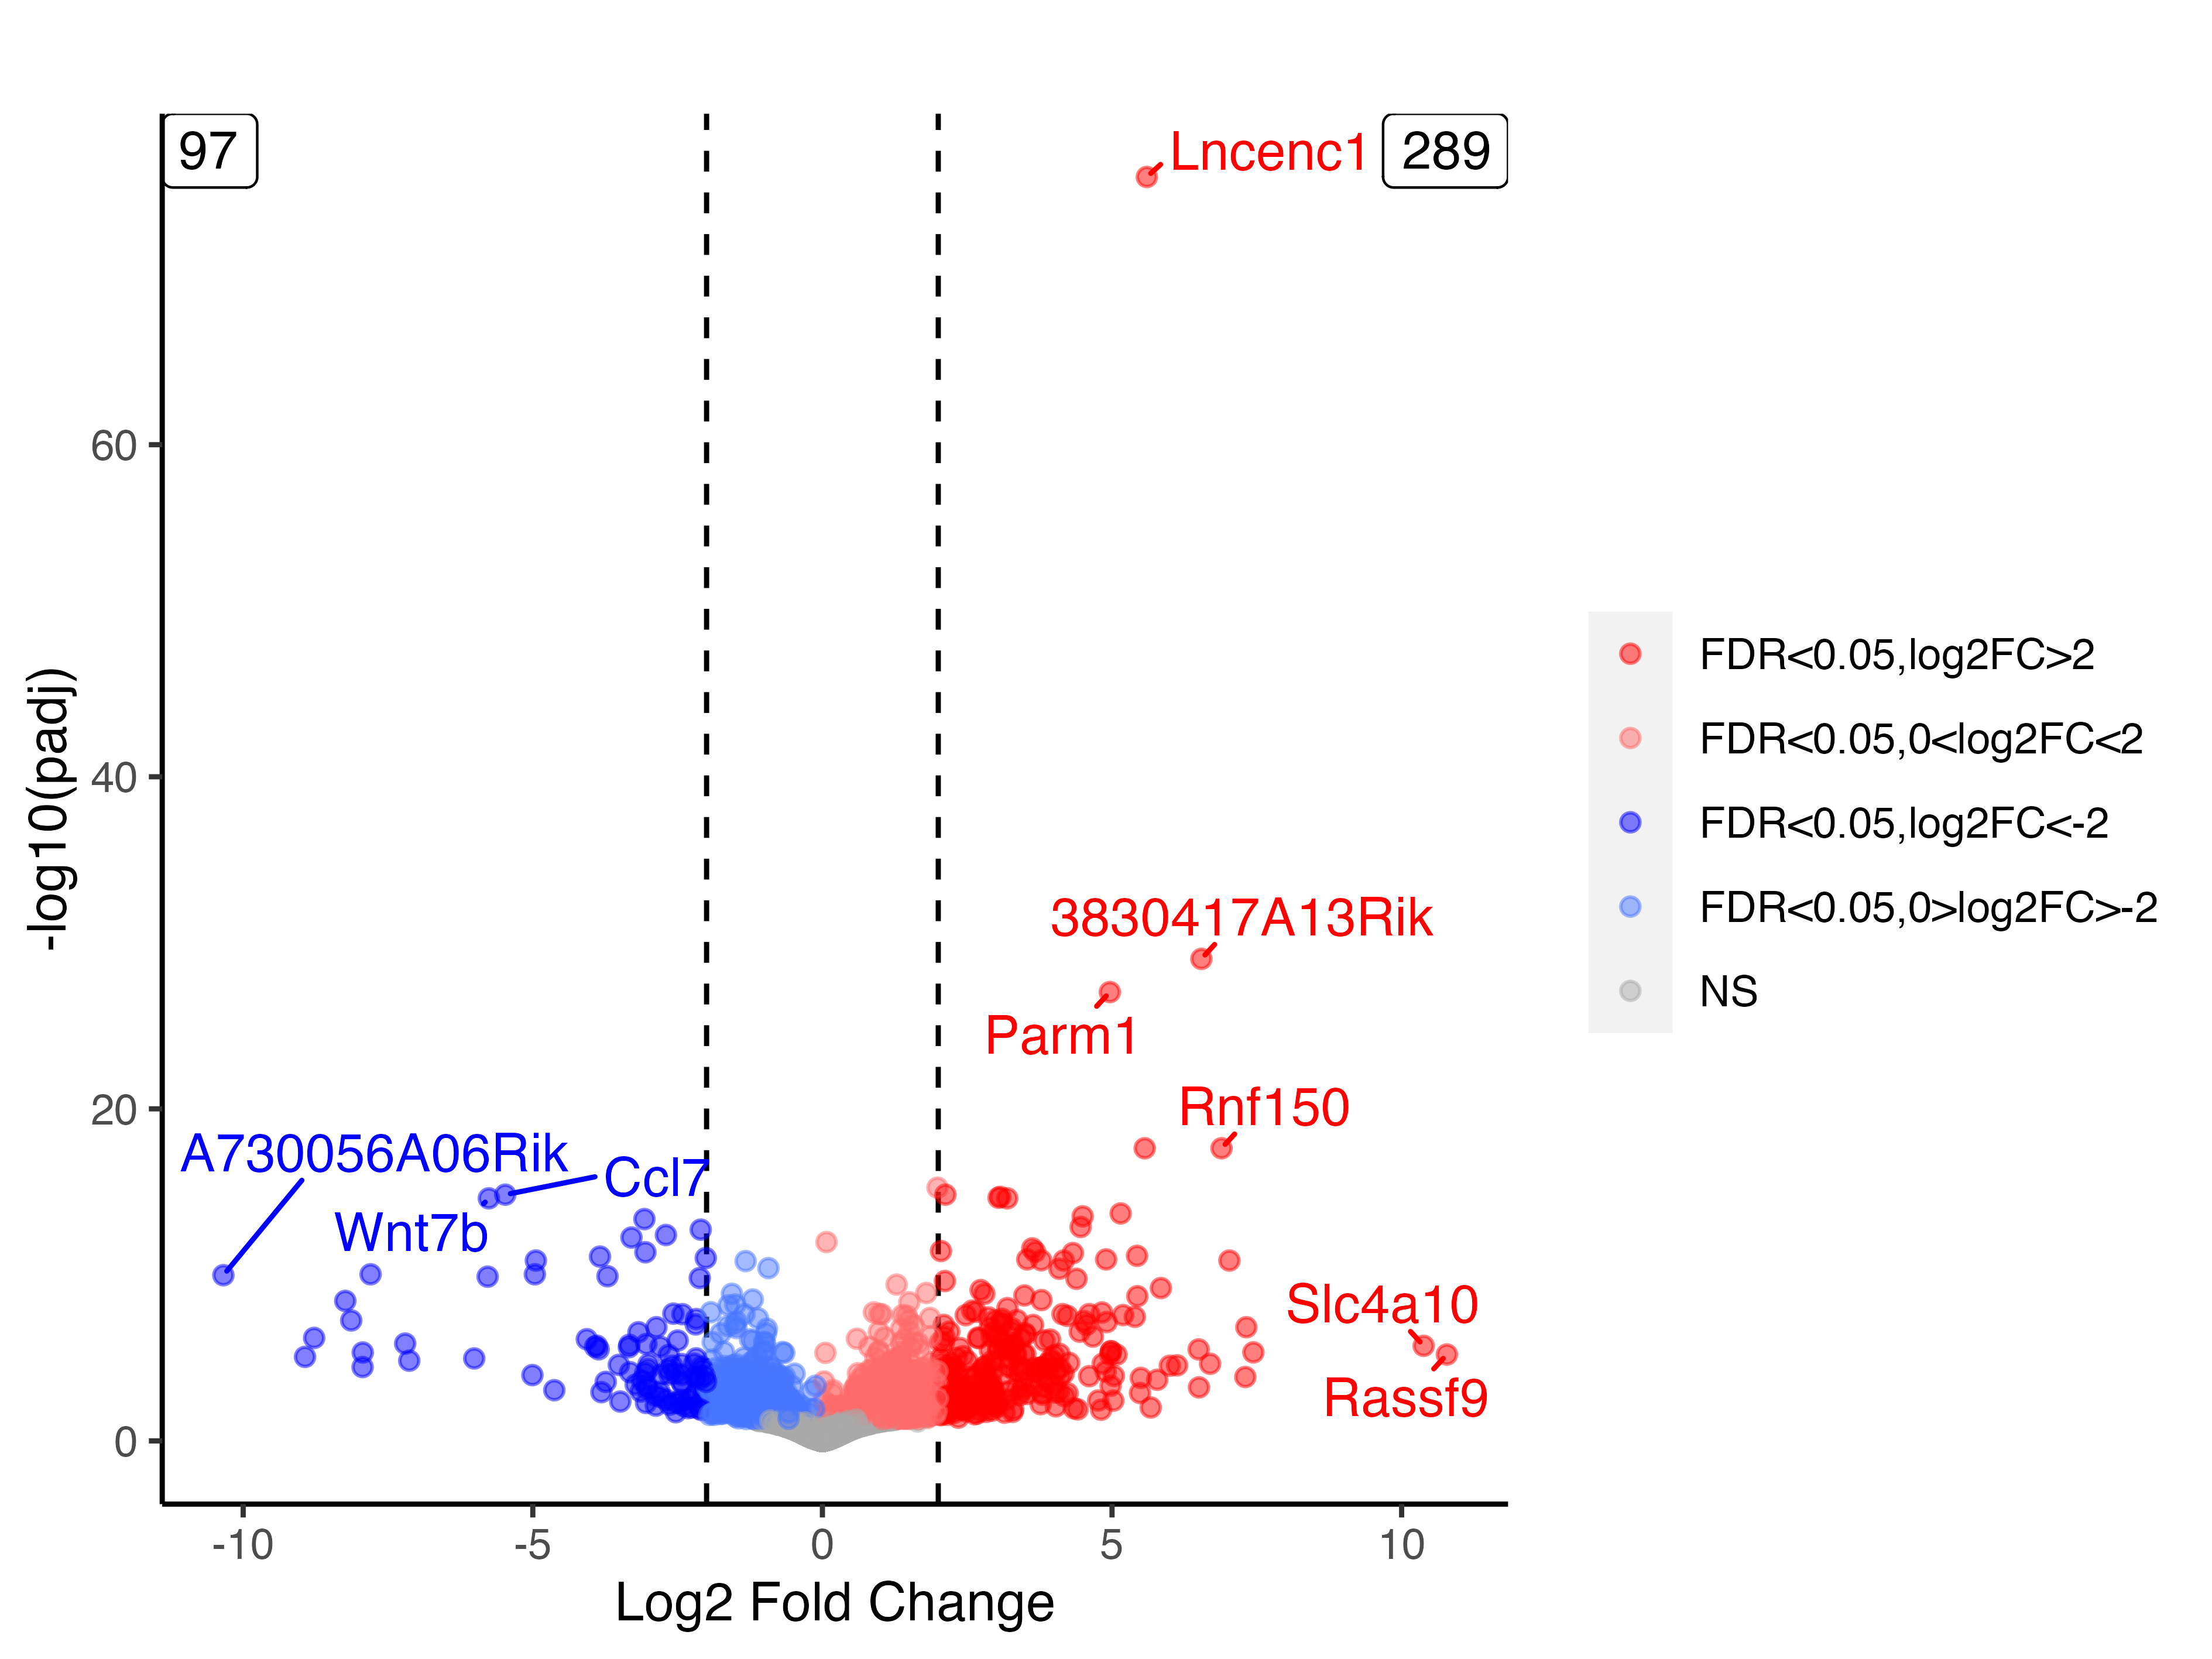 97
Lncenc1
289
60
40
20
0
-log10(padj)
3830417A13Rik
Parm1
Rnf150
A730056A06Rik
Ccl7
Wnt7b
Slc4a10
Rassf9
-10
-5
0
5
10
Log2 Fold Change
FDR<0.05,log2FC>2
FDR<0.05,0<log2FC<2
FDR<0.05,log2FC<-2
FDR<0.05,0>log2FC>-2
NS